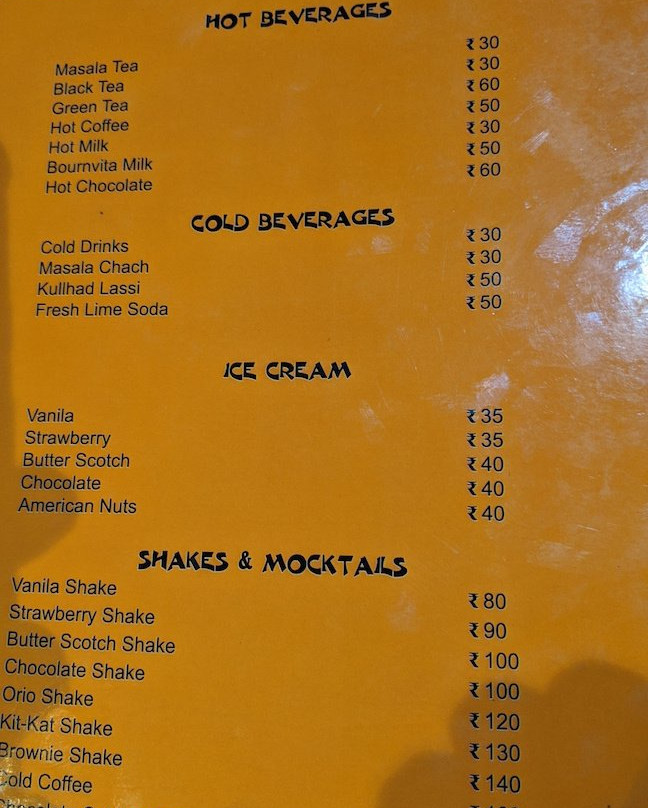 HOT BEVERAGES
Masala Tea ₹ 30
Black Tea ₹ 30
Green Tea ₹ 60
Hot Coffee ₹ 50
Hot Milk ₹ 30
Bournvita Milk ₹ 50
Hot Chocolate ₹ 60
COLD BEVERAGES
Cold Drinks ₹ 30
Masala Chach ₹ 30
Kullhad Lassi ₹ 50
Fresh Lime Soda ₹ 50
ICE CREAM
Vanila ₹ 35
Strawberry ₹ 35
Butter Scotch ₹ 40
Chocolate ₹ 40
American Nuts ₹ 40
SHAKES & MOCKTAILS
Vanila Shake ₹ 80
Strawberry Shake ₹ 90
Butter Scotch Shake ₹ 100
Chocolate Shake ₹ 100
Orio Shake ₹ 120
Kit-Kat Shake ₹ 130
Brownie Shake ₹ 140
Cold Coffee